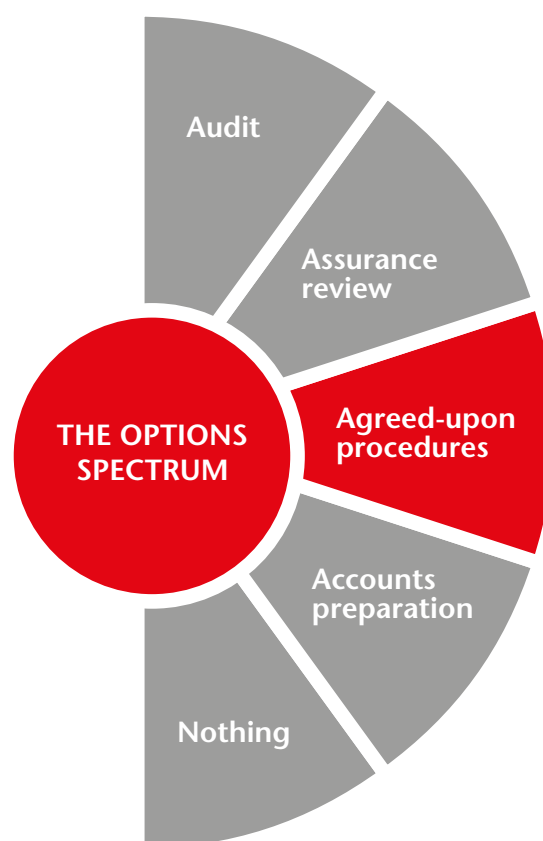 Audit
Assurance
review
THE OPTIONS
SPECTRUM
Agreed-upon
procedures
Accounts
preparation
Nothing